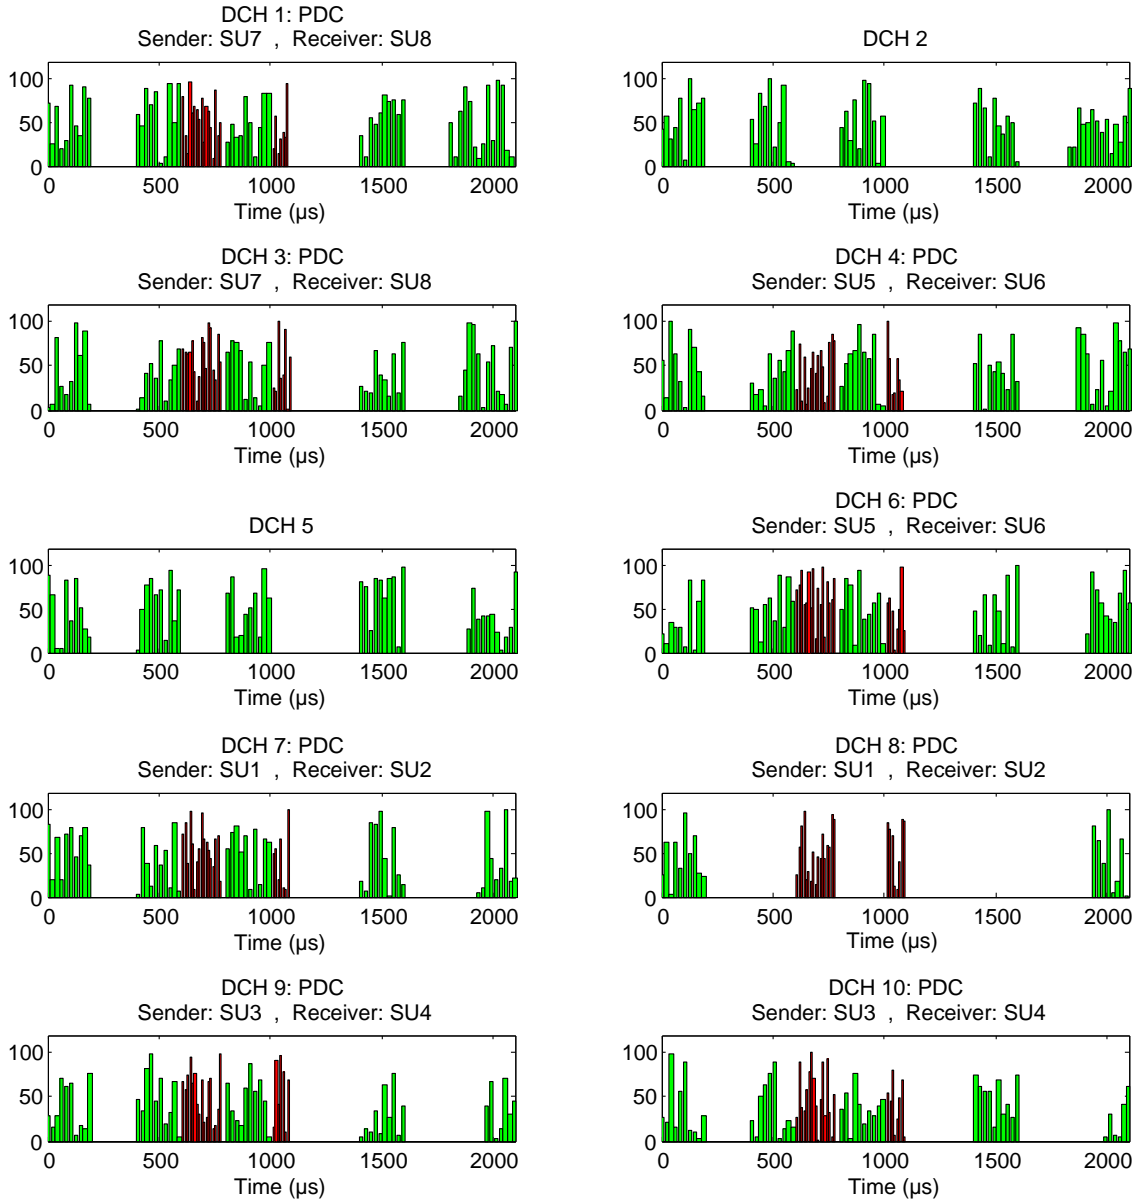 DCH 1: PDC
Sender: SU7 , Receiver: SU8
100
50
0
0 500 1000 1500 2000
Time (µs)
DCH 2
100
50
0
0 500 1000 1500 2000
Time (µs)
DCH 3: PDC
Sender: SU7 , Receiver: SU8
100
50
0
0 500 1000 1500 2000
Time (µs)
DCH 4: PDC
Sender: SU5 , Receiver: SU6
100
50
0
0 500 1000 1500 2000
Time (µs)
DCH 5
100
50
0
0 500 1000 1500 2000
Time (µs)
DCH 6: PDC
Sender: SU5 , Receiver: SU6
100
50
0
0 500 1000 1500 2000
Time (µs)
DCH 7: PDC
Sender: SU1 , Receiver: SU2
100
50
0
0 500 1000 1500 2000
Time (µs)
DCH 8: PDC
Sender: SU1 , Receiver: SU2
100
50
0
0 500 1000 1500 2000
Time (µs)
DCH 9: PDC
Sender: SU3 , Receiver: SU4
100
50
0
0 500 1000 1500 2000
Time (µs)
DCH 10: PDC
Sender: SU3 , Receiver: SU4
100
50
0
0 500 1000 1500 2000
Time (µs)